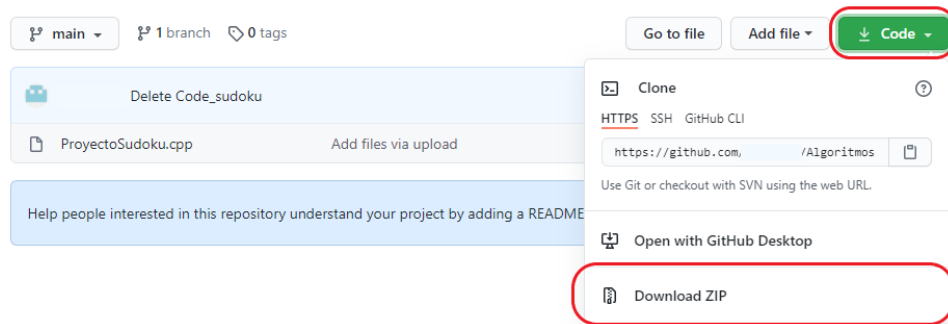 main
1 branch
0 tags
Go to file
Add file
Code
Delete Code_sudoku
ProyectoSudoku.cpp
Add files via upload
Help people interested in this repository understand your project by adding a README
Clone
HTTPS SSH GitHub CLI
https://github.com/ /Algoritmos
Use Git or checkout with SVN using the web URL.
Open with GitHub Desktop
Download ZIP